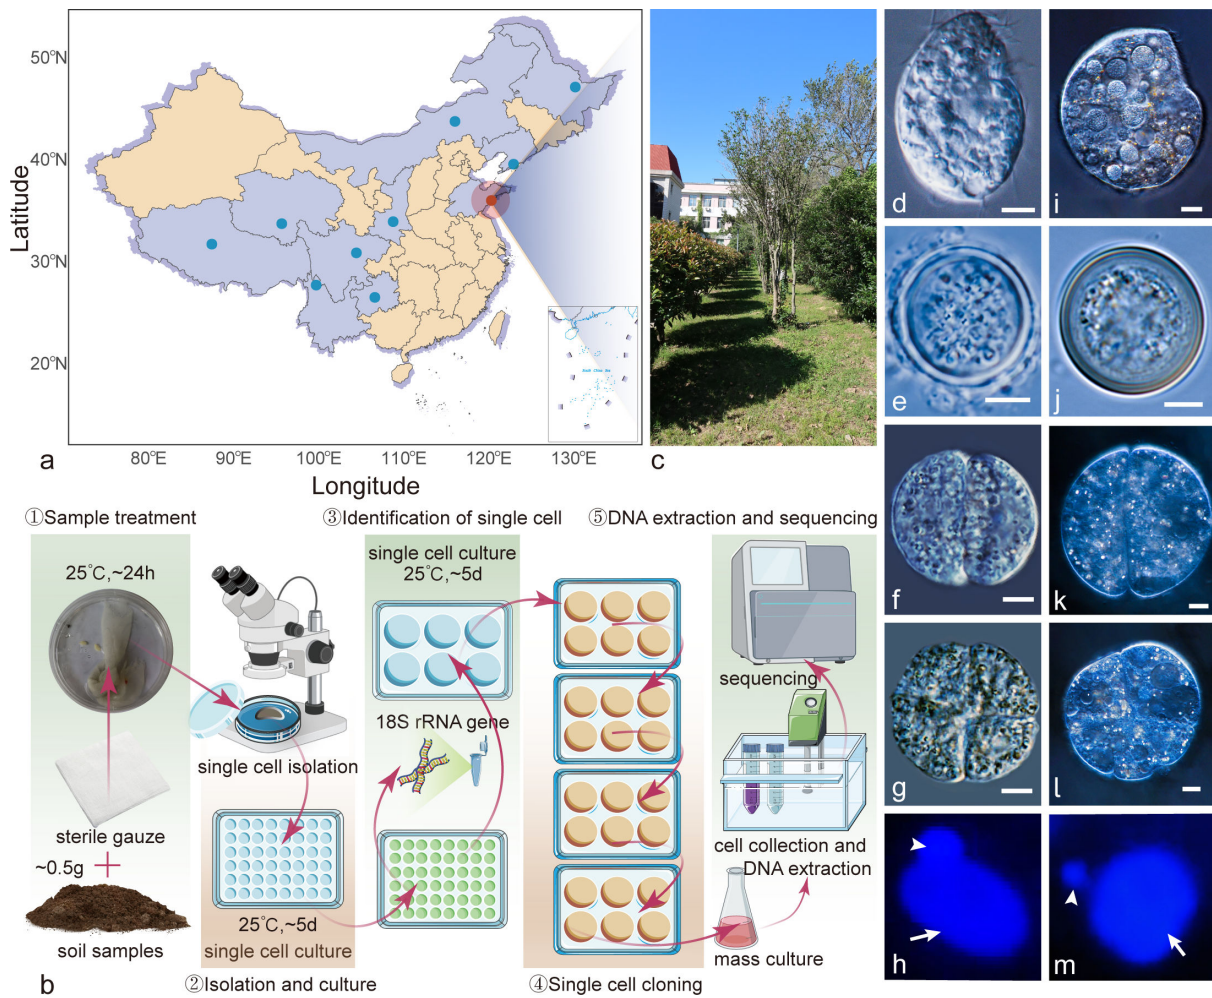 50°N
40°N
30°N
20°N
Latitude
80°E
90°E
100°E
110°E
120°E
130°E
Longitude
a
c
d
i
e
j
f
k
g
l
h
m
①Sample treatment
③Identification of single cell
⑤DNA extraction and sequencing
25°C,~24h
sterile gauze
~0.5g
soil samples
single cell isolation
25°C,~5d
single cell culture
②Isolation and culture
single cell culture
25°C,~5d
18S rRNA gene
④Single cell cloning
sequencing
cell collection and
DNA extraction
mass culture
b